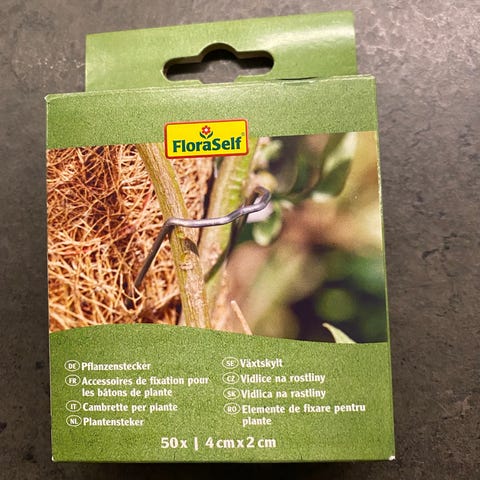 FloraSelf®
DE Pflanzenstecker
FR Accessoires de fixation pour
les bâtons de plante
IT Cambrette per plante
NL Plantensteker
SE Växtskylt
CZ Vidlice na rostliny
SK Vidlica na rastliny
RO Elemente de fixare pentru
plante
50x | 4 cm x 2 cm